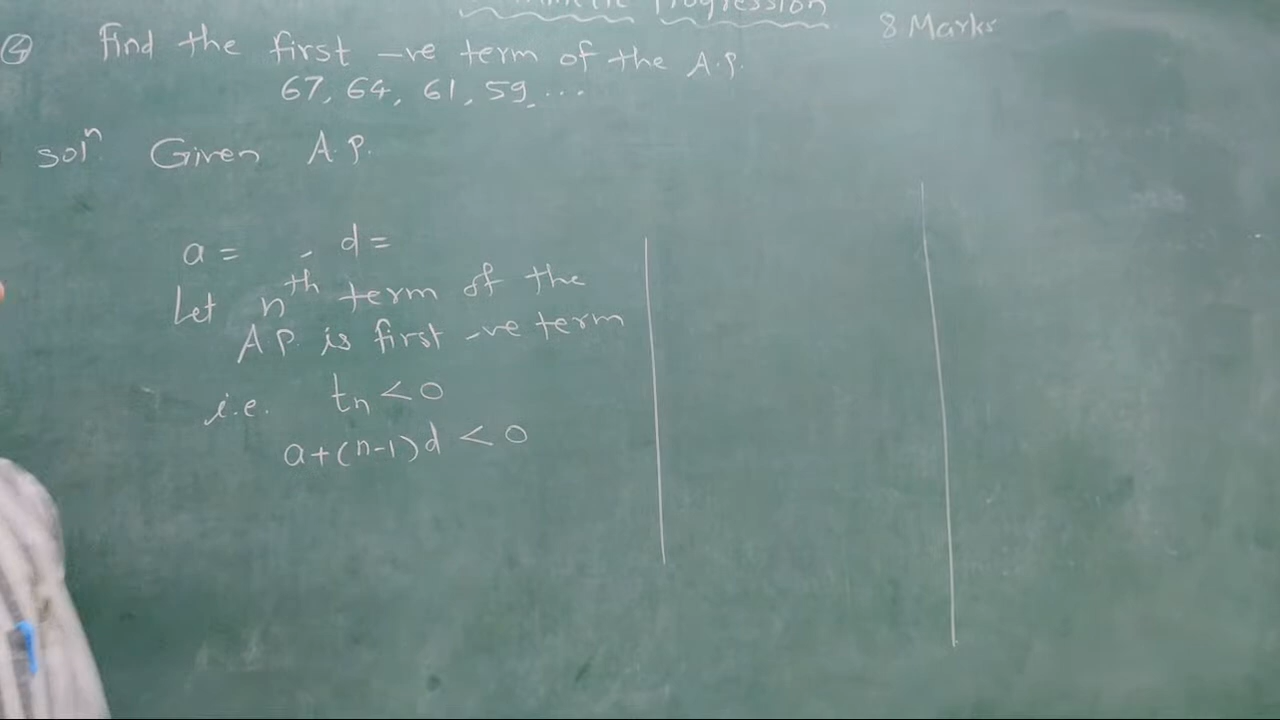 Progression
8 Marks
④ Find the first -ve term of the A.P.
67, 64, 61, 59, ...
solⁿ. Given A.P.
a = , d =
Let nᵗʰ term of the
A.P. is first -ve term
i.e. tₙ < 0
a+(n-1)d < 0